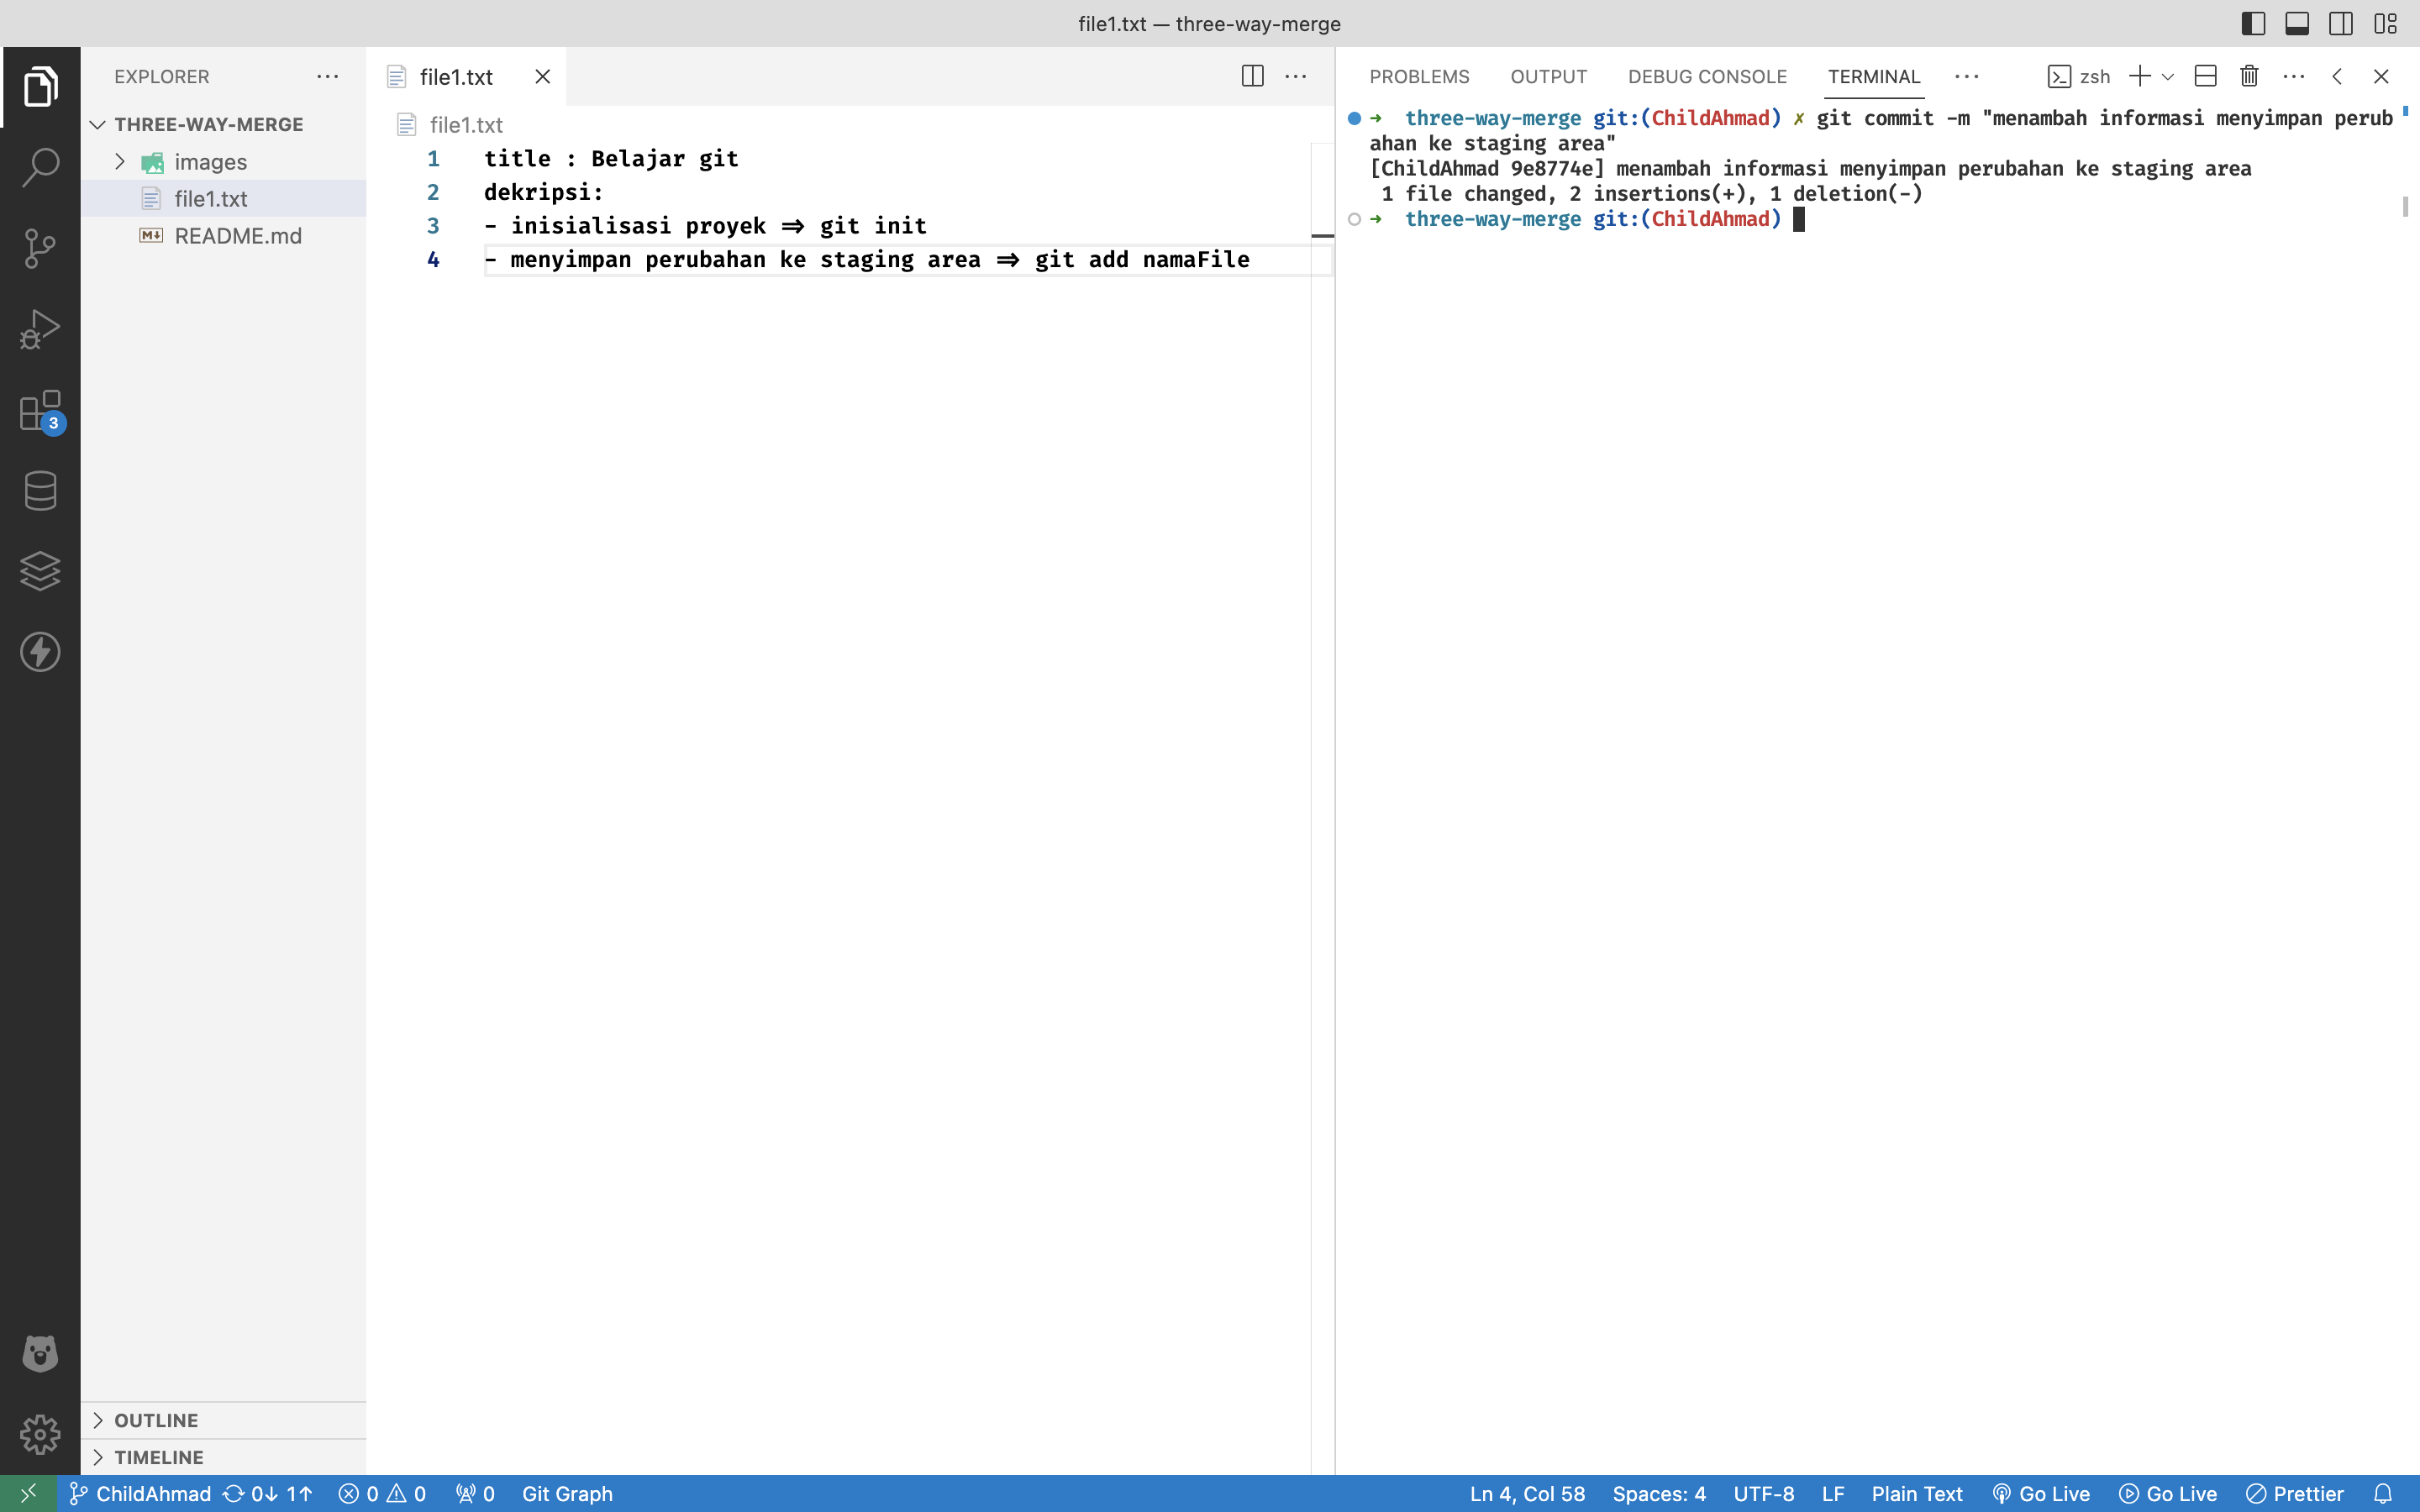 file1.txt — three-way-merge
EXPLORER
THREE-WAY-MERGE
images
file1.txt
README.md
3
OUTLINE
TIMELINE
file1.txt
file1.txt
1 title : Belajar git
2 dekripsi:
3 - inisialisasi proyek => git init
4 - menyimpan perubahan ke staging area => git add namaFile
PROBLEMS OUTPUT DEBUG CONSOLE TERMINAL zsh
➜ three-way-merge git:(ChildAhmad) ✗ git commit -m "menambah informasi menyimpan perub
ahan ke staging area"
[ChildAhmad 9e8774e] menambah informasi menyimpan perubahan ke staging area
1 file changed, 2 insertions(+), 1 deletion(-)
➜ three-way-merge git:(ChildAhmad)
ChildAhmad 0↓ 1↑ 0 0 0 Git Graph Ln 4, Col 58 Spaces: 4 UTF-8 LF Plain Text Go Live Go Live Prettier